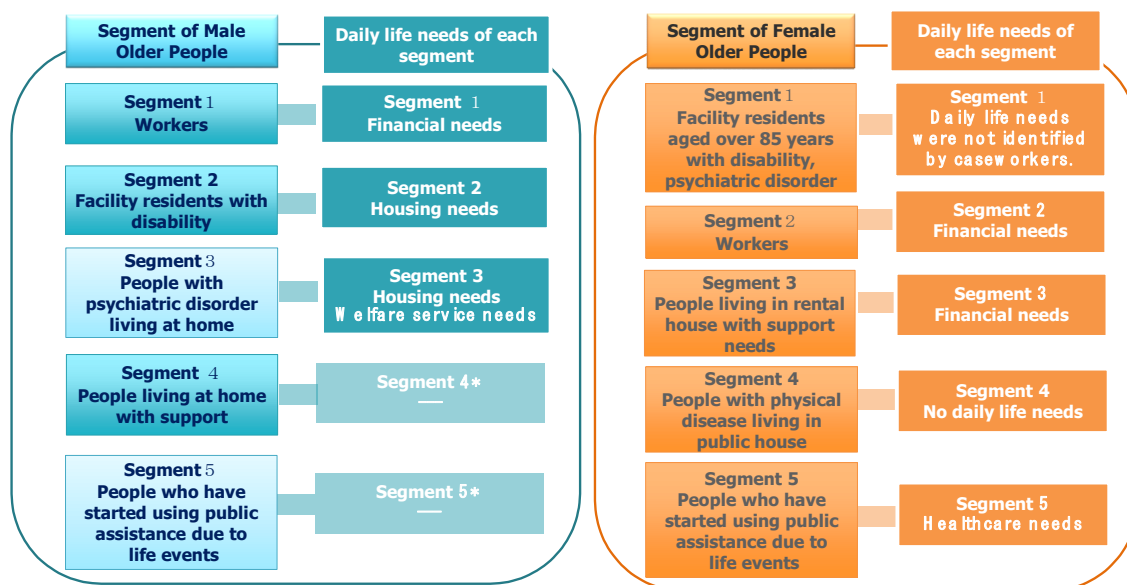 Segment of Male
Older People
Daily life needs of each
segment
Segment 1
Workers
Segment 1
Financial needs
Segment 2
Facility residents with
disability
Segment 2
Housing needs
Segment 3
People with
psychiatric disorder
living at home
Segment 3
Housing needs
Welfare service needs
Segment 4
People living at home
with support
Segment 4*
—
Segment 5
People who have
started using public
assistance due to
life events
Segment 5*
—
Segment of Female
Older People
Daily life needs of
each segment
Segment 1
Facility residents
aged over 85 years
with disability,
psychiatric disorder
Segment 1
Daily life needs
were not identified
by caseworkers.
Segment 2
Workers
Segment 2
Financial needs
Segment 3
People living in rental
house with support
needs
Segment 3
Financial needs
Segment 4
People with physical
disease living in
public house
Segment 4
No daily life needs
Segment 5
People who have
started using public
assistance due to
life events
Segment 5
Healthcare needs